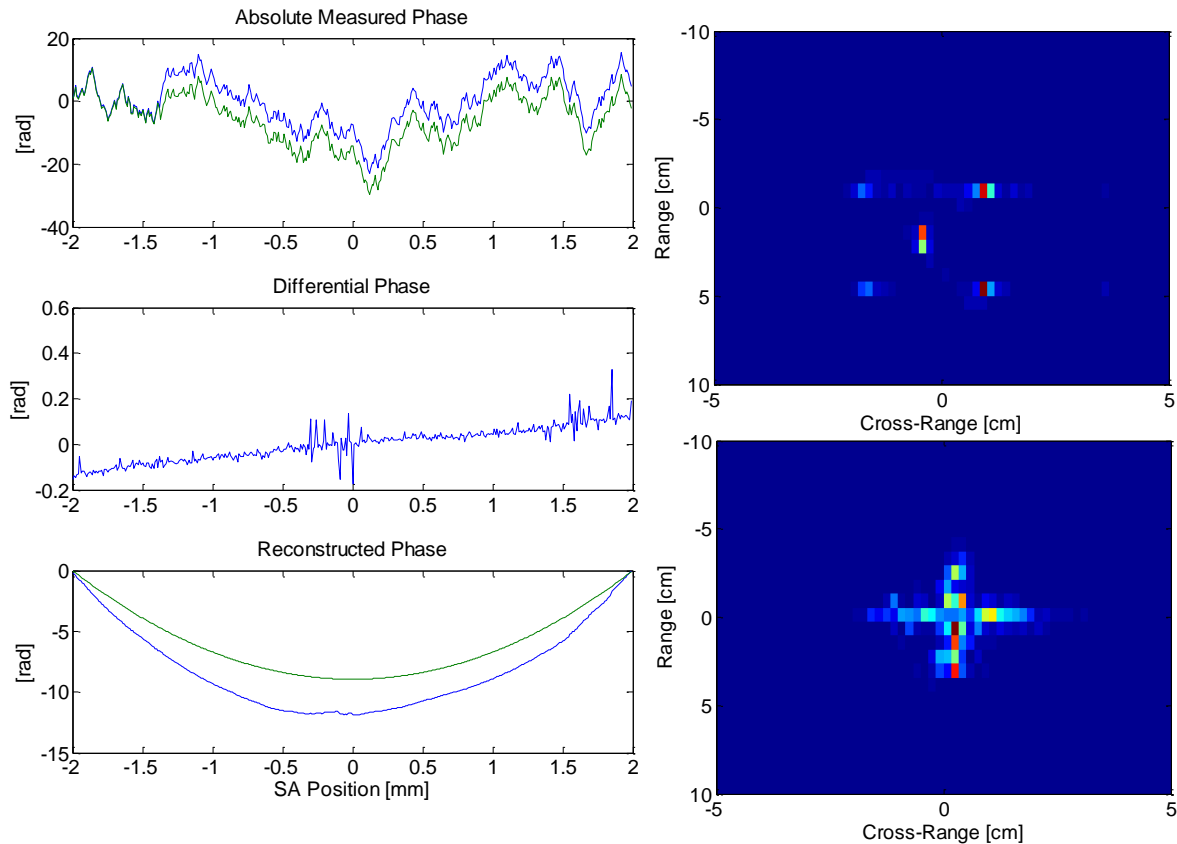 Absolute Measured Phase
20
0
-20
-40
[rad]
-2 -1.5 -1 -0.5 0 0.5 1 1.5 2
Differential Phase
0.6
0.4
0.2
0
-0.2
[rad]
-2 -1.5 -1 -0.5 0 0.5 1 1.5 2
Reconstructed Phase
0
-5
-10
-15
[rad]
-2 -1.5 -1 -0.5 0 0.5 1 1.5 2
SA Position [mm]
-10
-5
0
5
10
Range [cm]
-5 0 5
Cross-Range [cm]
-10
-5
0
5
10
Range [cm]
-5 0 5
Cross-Range [cm]